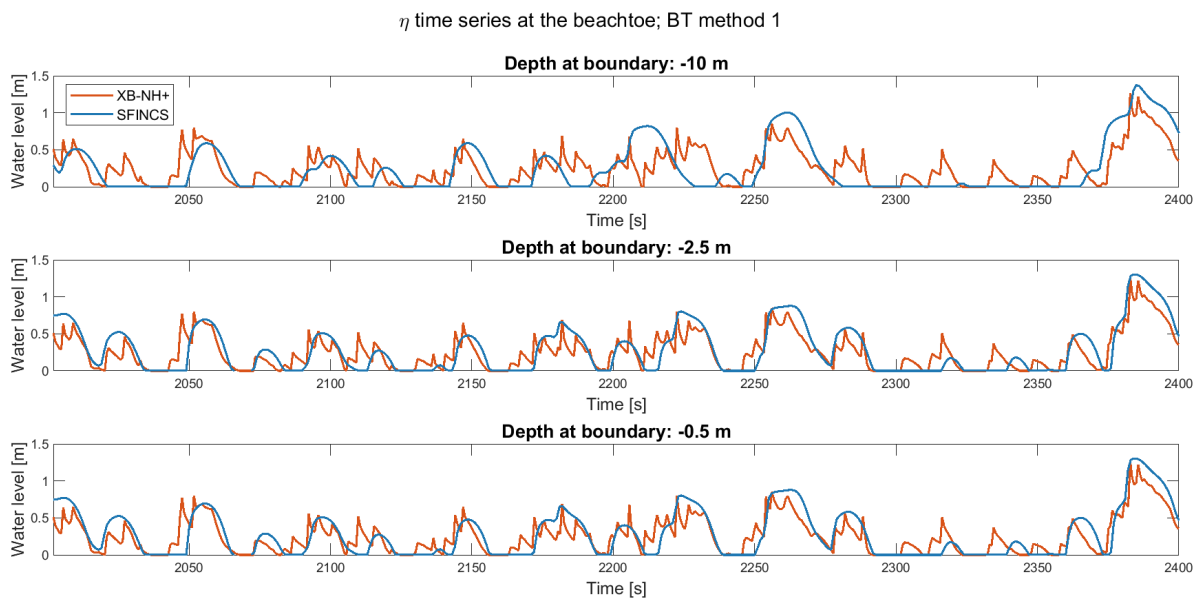 η time series at the beachtoe; BT method 1
Depth at boundary: -10 m
Water level [m]
1.5
1
0.5
0
XB-NH+
SFINCS
2050 2100 2150 2200 2250 2300 2350 2400
Time [s]
Depth at boundary: -2.5 m
Water level [m]
1.5
1
0.5
0
2050 2100 2150 2200 2250 2300 2350 2400
Time [s]
Depth at boundary: -0.5 m
Water level [m]
1.5
1
0.5
0
2050 2100 2150 2200 2250 2300 2350 2400
Time [s]